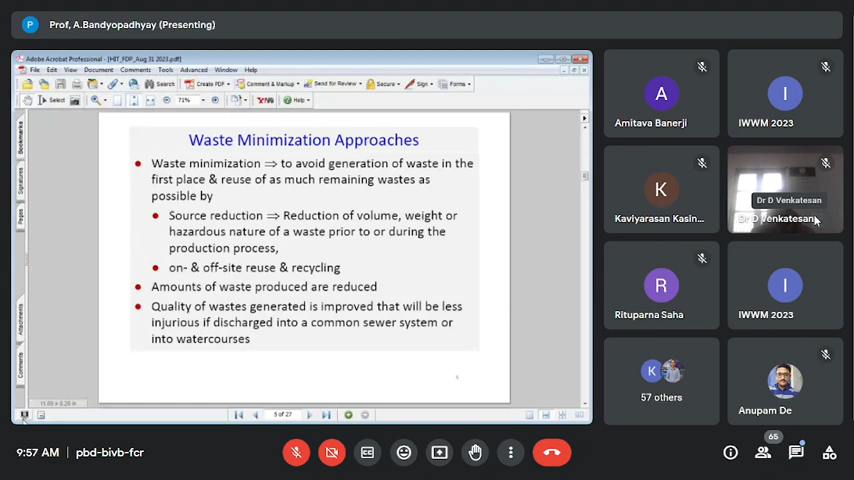 P
Prof, A.Bandyopadhyay (Presenting)
Adobe Acrobat Professional - [HIT_FDP_Aug 31 2023.pdf]
File Edit View Document Comments Tools Advanced Window Help
Search Create PDF Comment & Markup Send for Review Secure Sign Forms
Select 71% Help
Bookmarks
Signatures
Pages
Attachments
Comments
Waste Minimization Approaches
• Waste minimization ⇒ to avoid generation of waste in the
first place & reuse of as much remaining wastes as
possible by
• Source reduction ⇒ Reduction of volume, weight or
hazardous nature of a waste prior to or during the
production process,
• on- & off-site reuse & recycling
• Amounts of waste produced are reduced
• Quality of wastes generated is improved that will be less
injurious if discharged into a common sewer system or
into watercourses
5 of 27
A
Amitava Banerji
I
IWWM 2023
K
Kaviyarasan Kasin...
Dr D Venkatesan
Dr D Venkatesan
R
Rituparna Saha
I
IWWM 2023
K
57 others
Anupam De
9:57 AM | pbd-bivb-fcr
65